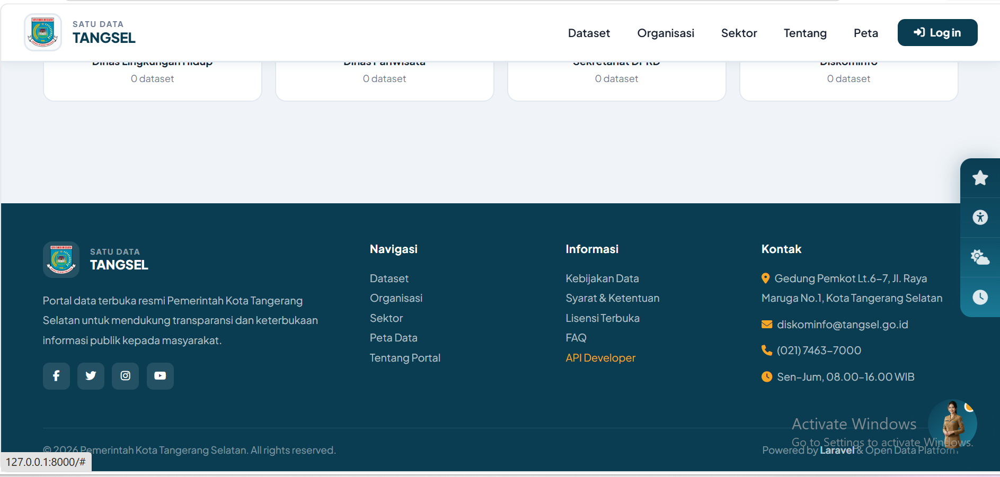 SATU DATA
TANGSEL
Dataset
Organisasi
Sektor
Tentang
Peta
Login
Dinas Lingkungan Hidup
Dinas Pariwisata
Sekretariat DPRD
Diskominfo
0 dataset
0 dataset
0 dataset
0 dataset
SATU DATA
TANGSEL
Portal data terbuka resmi Pemerintah Kota Tangerang
Selatan untuk mendukung transparansi dan keterbukaan
informasi publik kepada masyarakat.
Navigasi
Dataset
Organisasi
Sektor
Peta Data
Tentang Portal
Informasi
Kebijakan Data
Syarat & Ketentuan
Lisensi Terbuka
FAQ
API Developer
Kontak
Gedung Pemkot Lt.6–7, Jl. Raya
Maruga No.1, Kota Tangerang Selatan
diskominfo@tangsel.go.id
(021) 7463–7000
Sen–Jum, 08.00–16.00 WIB
Activate Windows
Go to Settings to activate Windows.
© 2026 Pemerintah Kota Tangerang Selatan. All rights reserved.
Powered by Laravel & Open Data Platform
127.0.0.1:8000/#